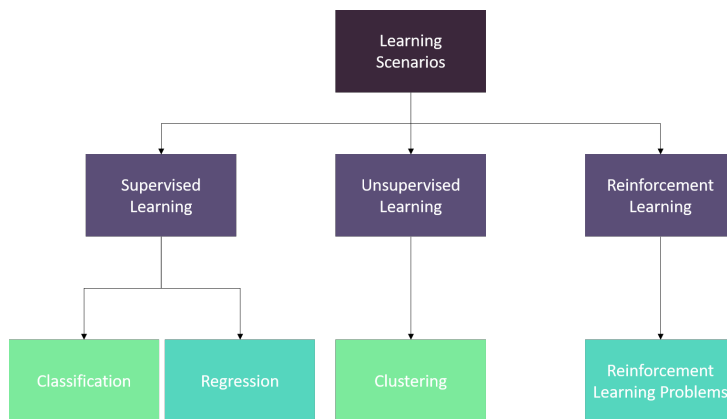 Learning
Scenarios
Supervised
Learning
Unsupervised
Learning
Reinforcement
Learning
Classification
Regression
Clustering
Reinforcement
Learning Problems